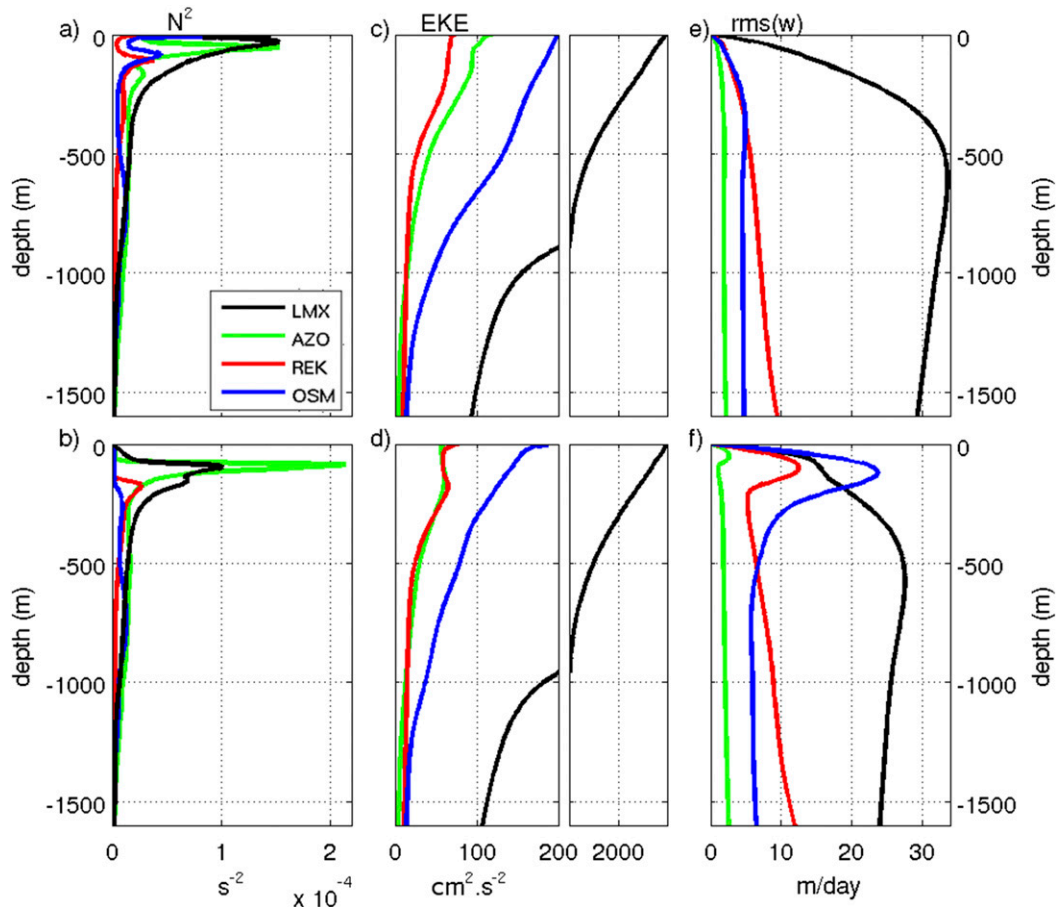 a) N² c) EKE e) rms(w)
0 0
-500 -500
-1000 -1000
-1500 -1500
depth (m) depth (m)
LMX
AZO
REK
OSM
b) d) f)
0 0
-500 -500
-1000 -1000
-1500 -1500
depth (m) depth (m)
0 1 2 0 100 200 2000 0 10 20 30
s⁻² cm².s⁻² m/day
x 10⁻⁴